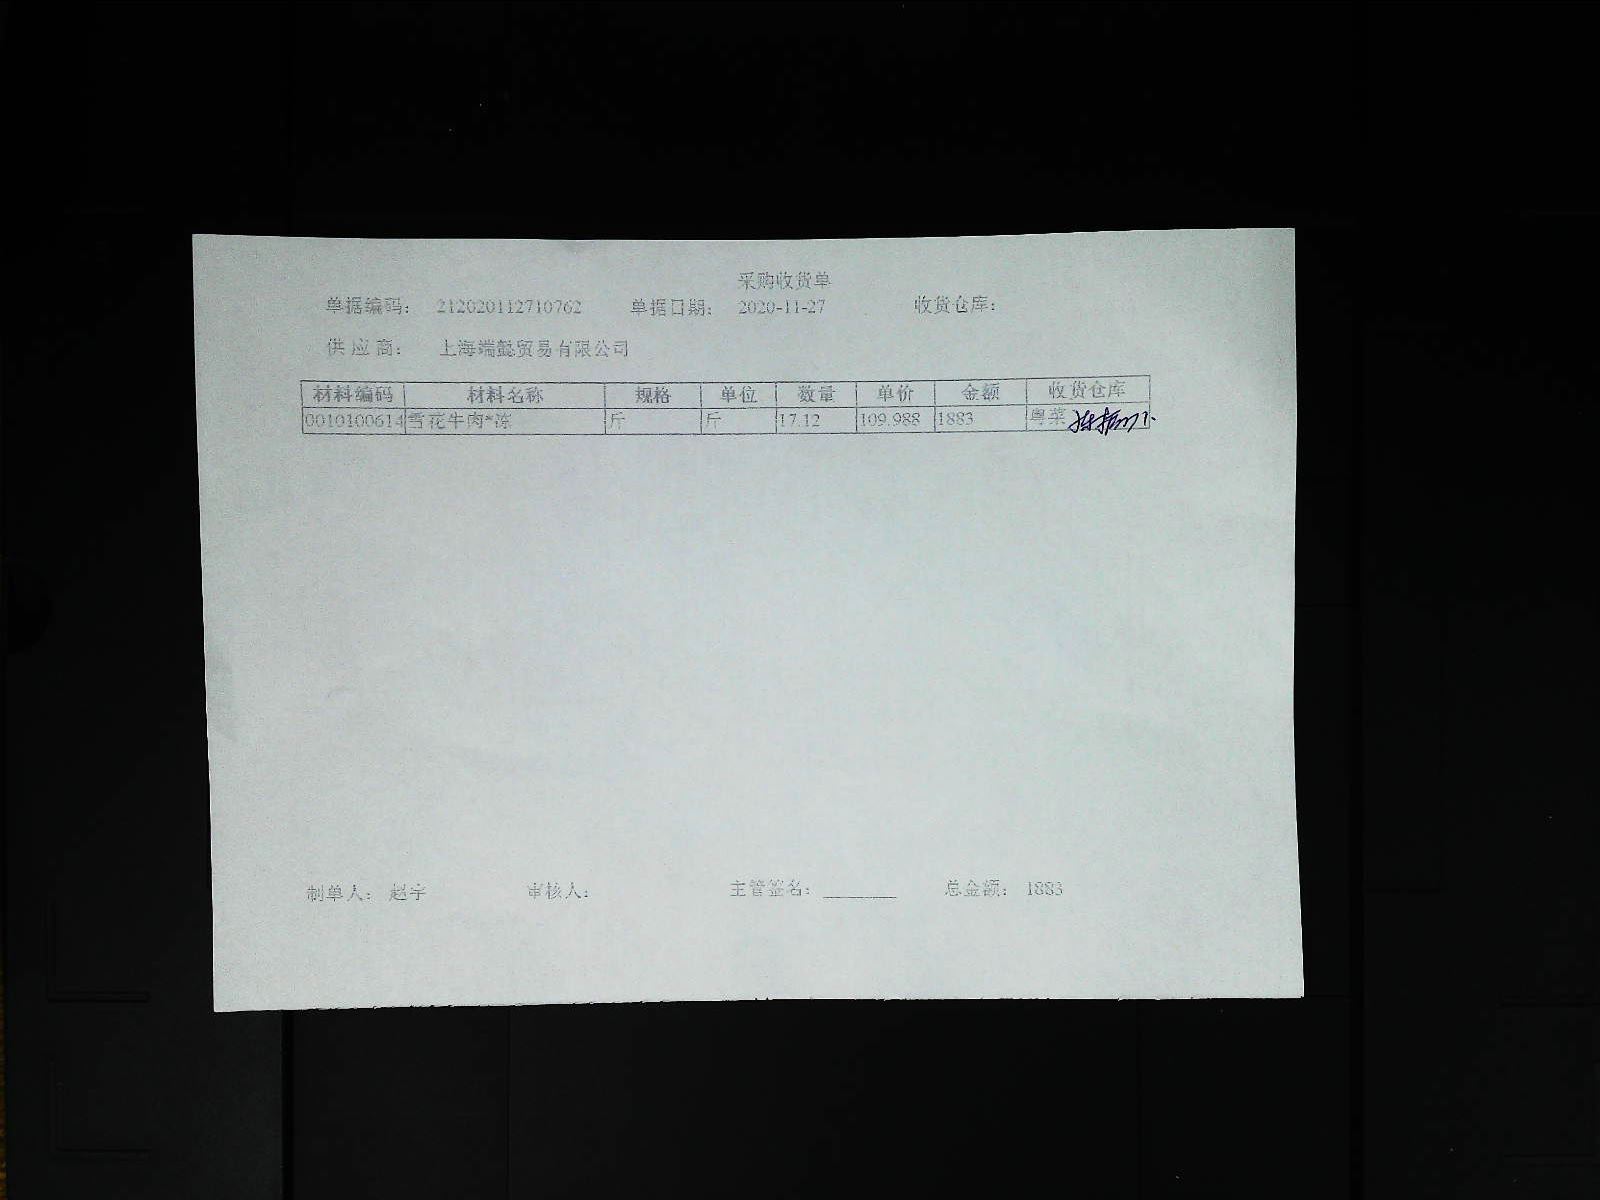 采购收货单
单据编码： 212020112710762 单据日期： 2020-11-27 收货仓库：
供 应 商： 上海端懿贸易有限公司
材料编码 材料名称 规格 单位 数量 单价 金额 收货仓库
0010100614 雪花牛肉*冻 斤 斤 17.12 109.988 1883 粤菜
制单人： 赵宇 审核人： 主管签名：________ 总金额： 1883